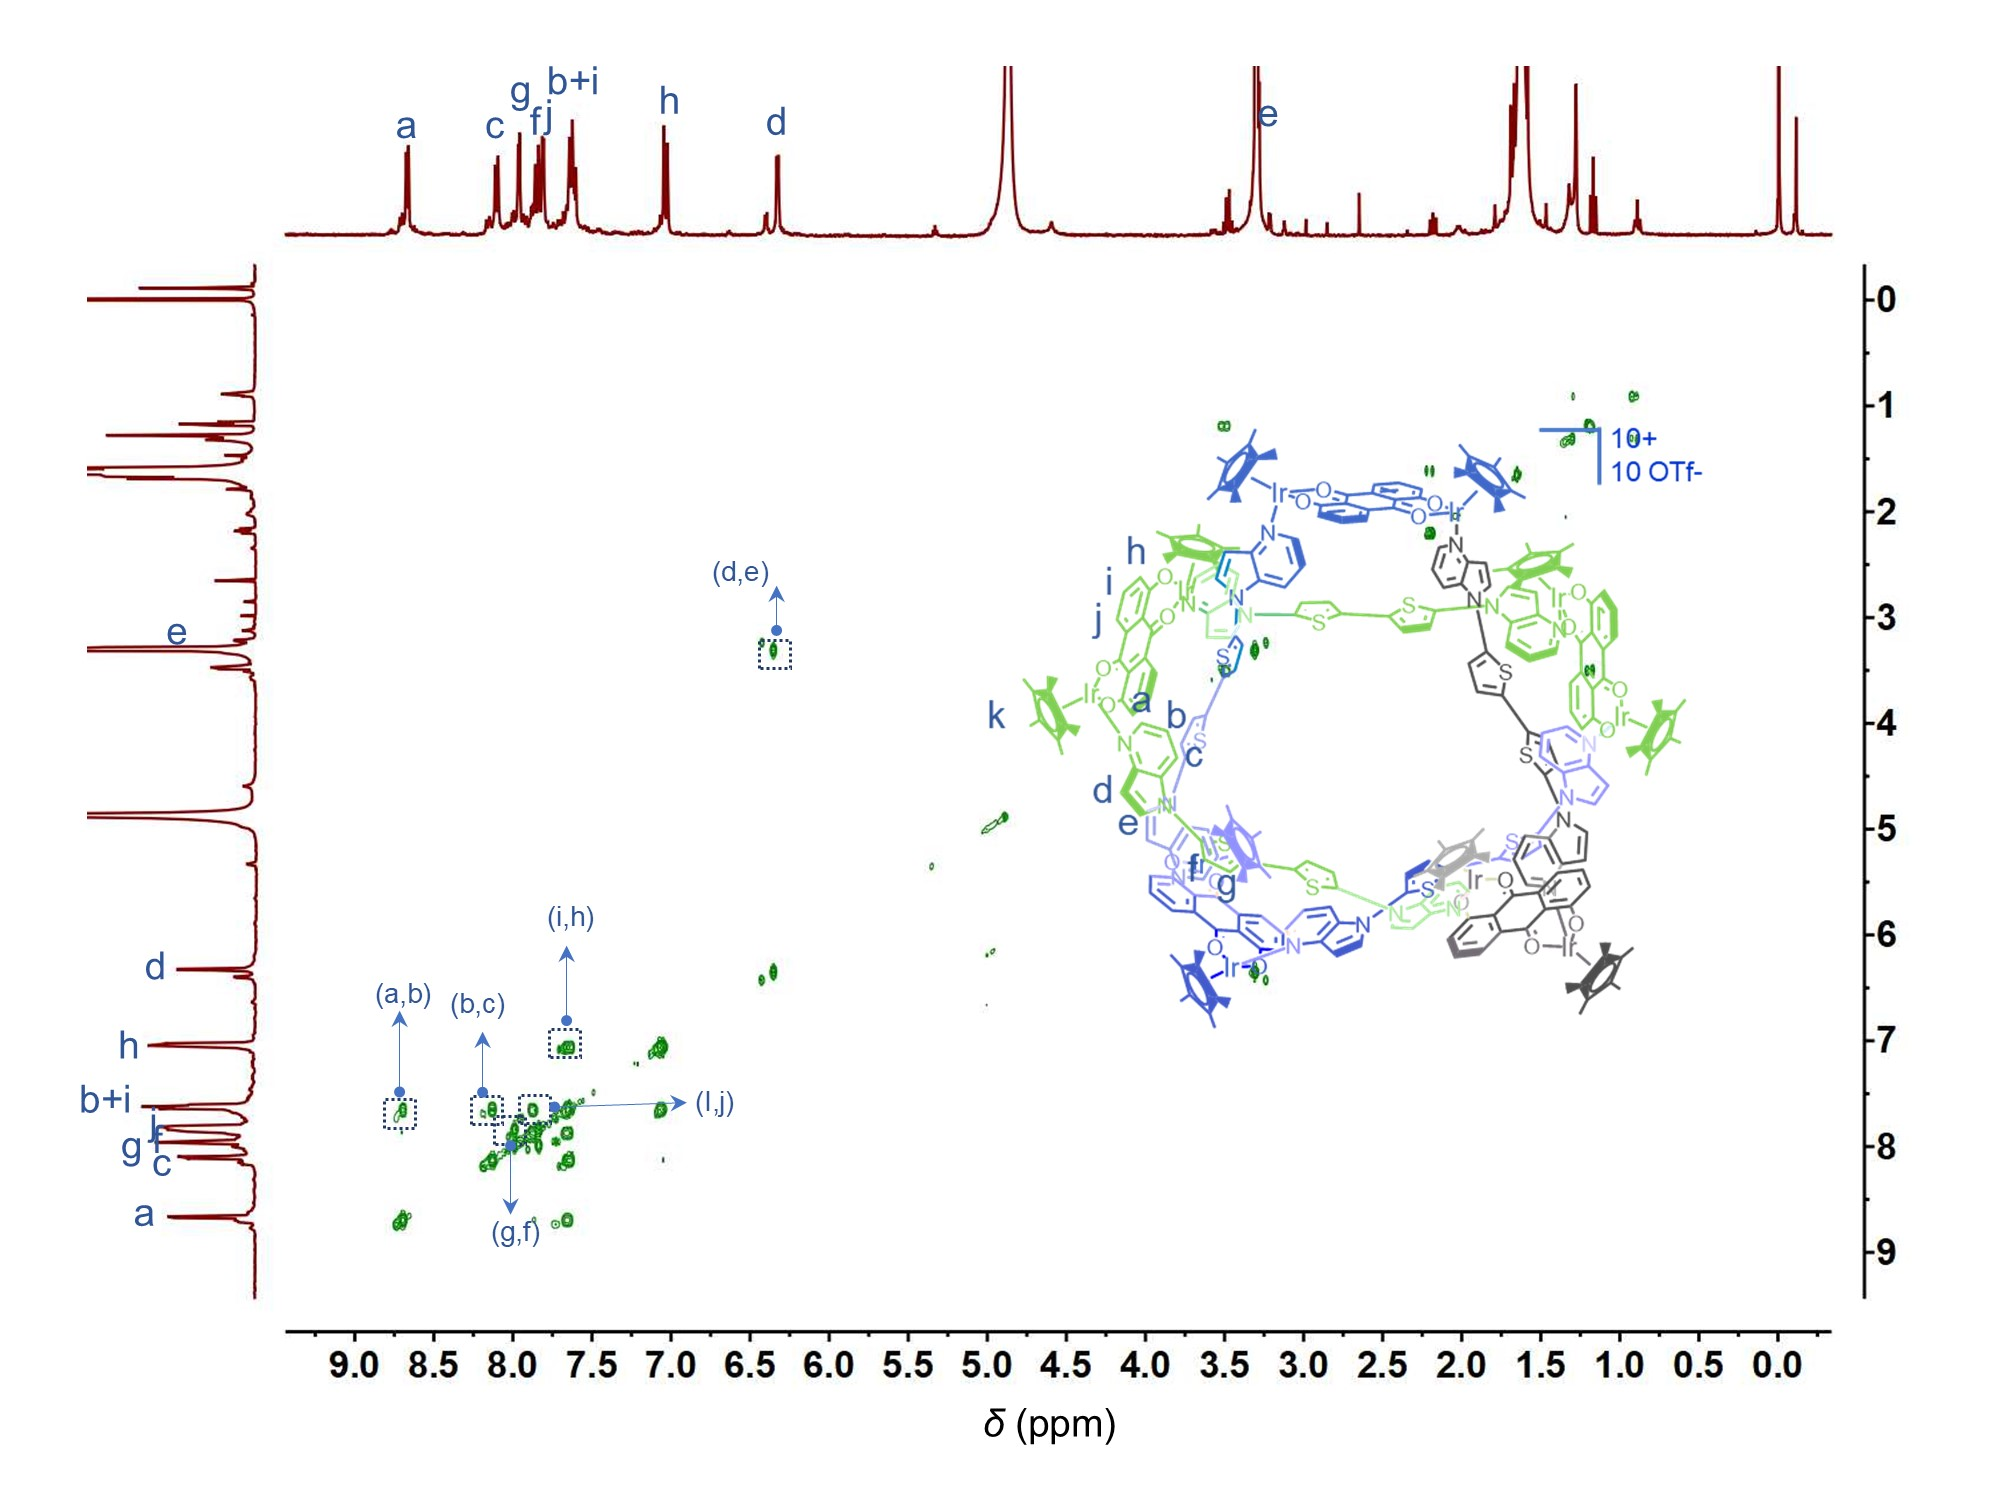 a
c
g
f
j
b+i
h
d
e
e
d
h
b+i
j
f
g
c
a
(d,e)
(i,h)
(a,b)
(b,c)
(l,j)
(g,f)
10+
10 OTf-
h
i
j
k
a
b
c
d
e
f
g
Ir
O
O
O
O
Ir
N
N
N
N
S
S
S
S
0
1
2
3
4
5
6
7
8
9
9.0 8.5 8.0 7.5 7.0 6.5 6.0 5.5 5.0 4.5 4.0 3.5 3.0 2.5 2.0 1.5 1.0 0.5 0.0
δ (ppm)